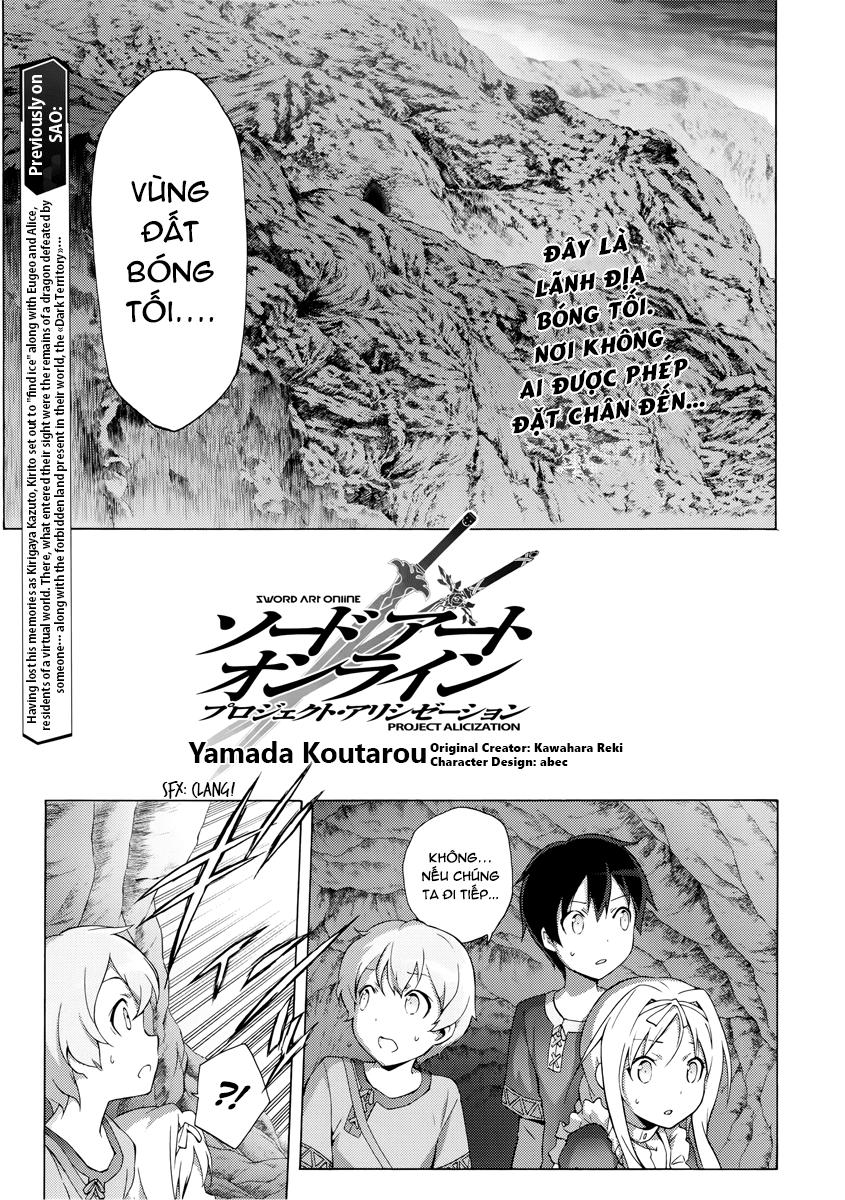 Previously on
SAO:
Having lost his memories as Kirigaya Kazuto, Kirito set out to "find Ice" along with Eugeo and Alice,
residents of a virtual world. There, what entered their sight were the remains of a dragon defeated by
someone… along with the forbidden land present in their world, the «Dark Territory»…
VÙNG
ĐẤT
BÓNG
TỐI....
ĐÂY LÀ
LÃNH ĐỊA
BÓNG TỐI.
NƠI KHÔNG
AI ĐƯỢC PHÉP
ĐẶT CHÂN ĐẾN...
SWORD ART ONLINE
ソードアート
オンライン
プロジェクト・アリシゼーション
PROJECT ALICIZATION
Yamada Koutarou
Original Creator: Kawahara Reki
Character Design: abec
SFX: CLANG!
KHÔNG...
NẾU CHÚNG
TA ĐI TIẾP...
?!